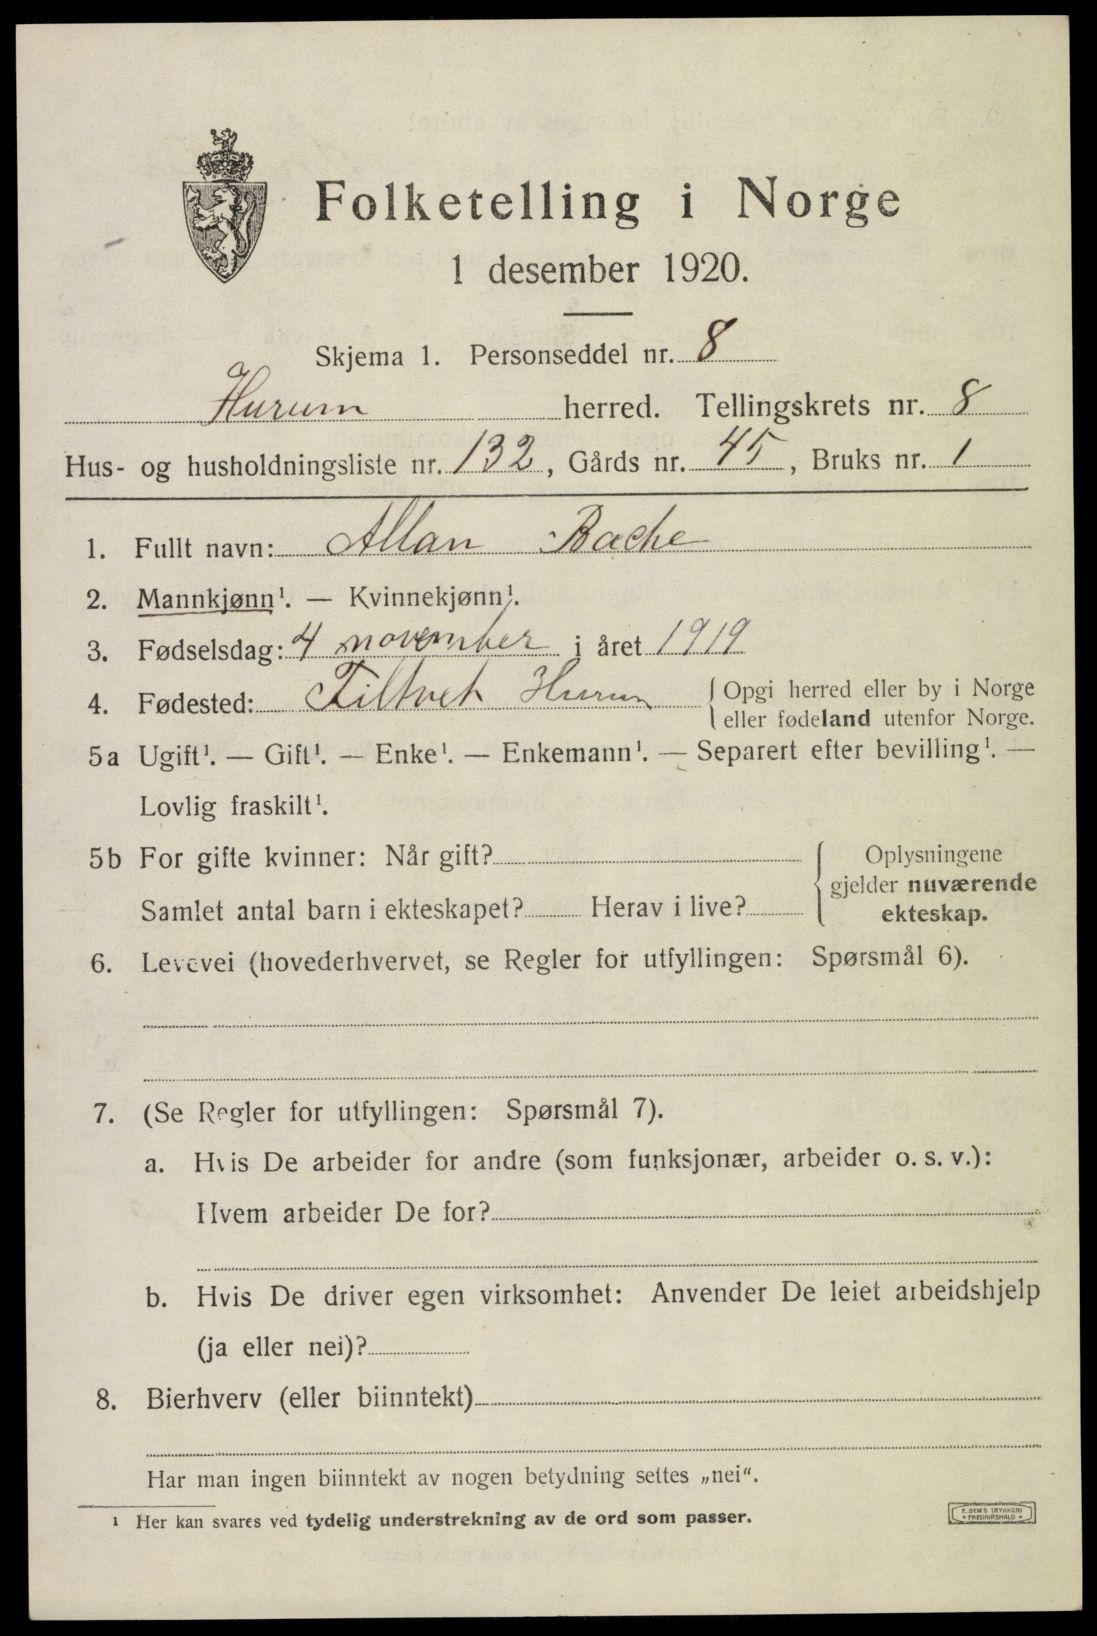 Folketelling i Norge
1 desember 1920.
Skjema 1. Personseddel nr. 8
Hurum herred. Tellingskrets nr. 8
Hus- og husholdningsliste nr. 132, Gårds nr. 45, Bruks nr. 1
1. Fullt navn: Allan Bache
2. Mannkjønn¹. — Kvinnekjønn¹.
3. Fødselsdag: 4 november i året 1919
4. Fødested: Filtvet Hurum
Opgi herred eller by i Norge
eller fødeland utenfor Norge.
5a Ugift¹. — Gift¹. — Enke¹. — Enkemann¹. — Separert efter bevilling¹. —
Lovlig fraskilt¹.
5b For gifte kvinner: Når gift?
Samlet antal barn i ekteskapet? Herav i live?
Oplysningene
gjelder nuværende
ekteskap.
6. Levevei (hovederhvervet, se Regler for utfyllingen: Spørsmål 6).
7. (Se Regler for utfyllingen: Spørsmål 7).
a. Hvis De arbeider for andre (som funksjonær, arbeider o. s. v.):
Hvem arbeider De for?
b. Hvis De driver egen virksomhet: Anvender De leiet arbeidshjelp
(ja eller nei)?
8. Bierhverv (eller biinntekt)
Har man ingen biinntekt av nogen betydning settes „nei“.
¹ Her kan svares ved tydelig understrekning av de ord som passer.
E. SEM'S TRYKKERI
• FREDRIKSHALD •